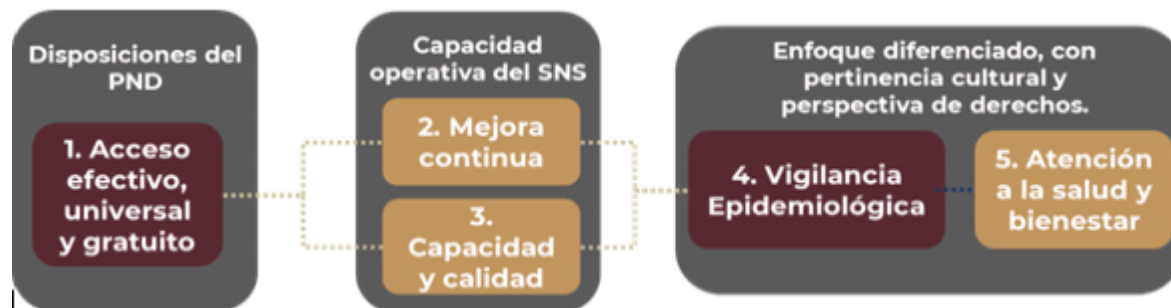 Disposiciones del
PND
1. Acceso
efectivo,
universal
y gratuito
Capacidad
operativa del SNS
2. Mejora
continua
3.
Capacidad
y calidad
Enfoque diferenciado, con
pertinencia cultural y
perspectiva de derechos.
4. Vigilancia
Epidemiológica
5. Atención
a la salud y
bienestar